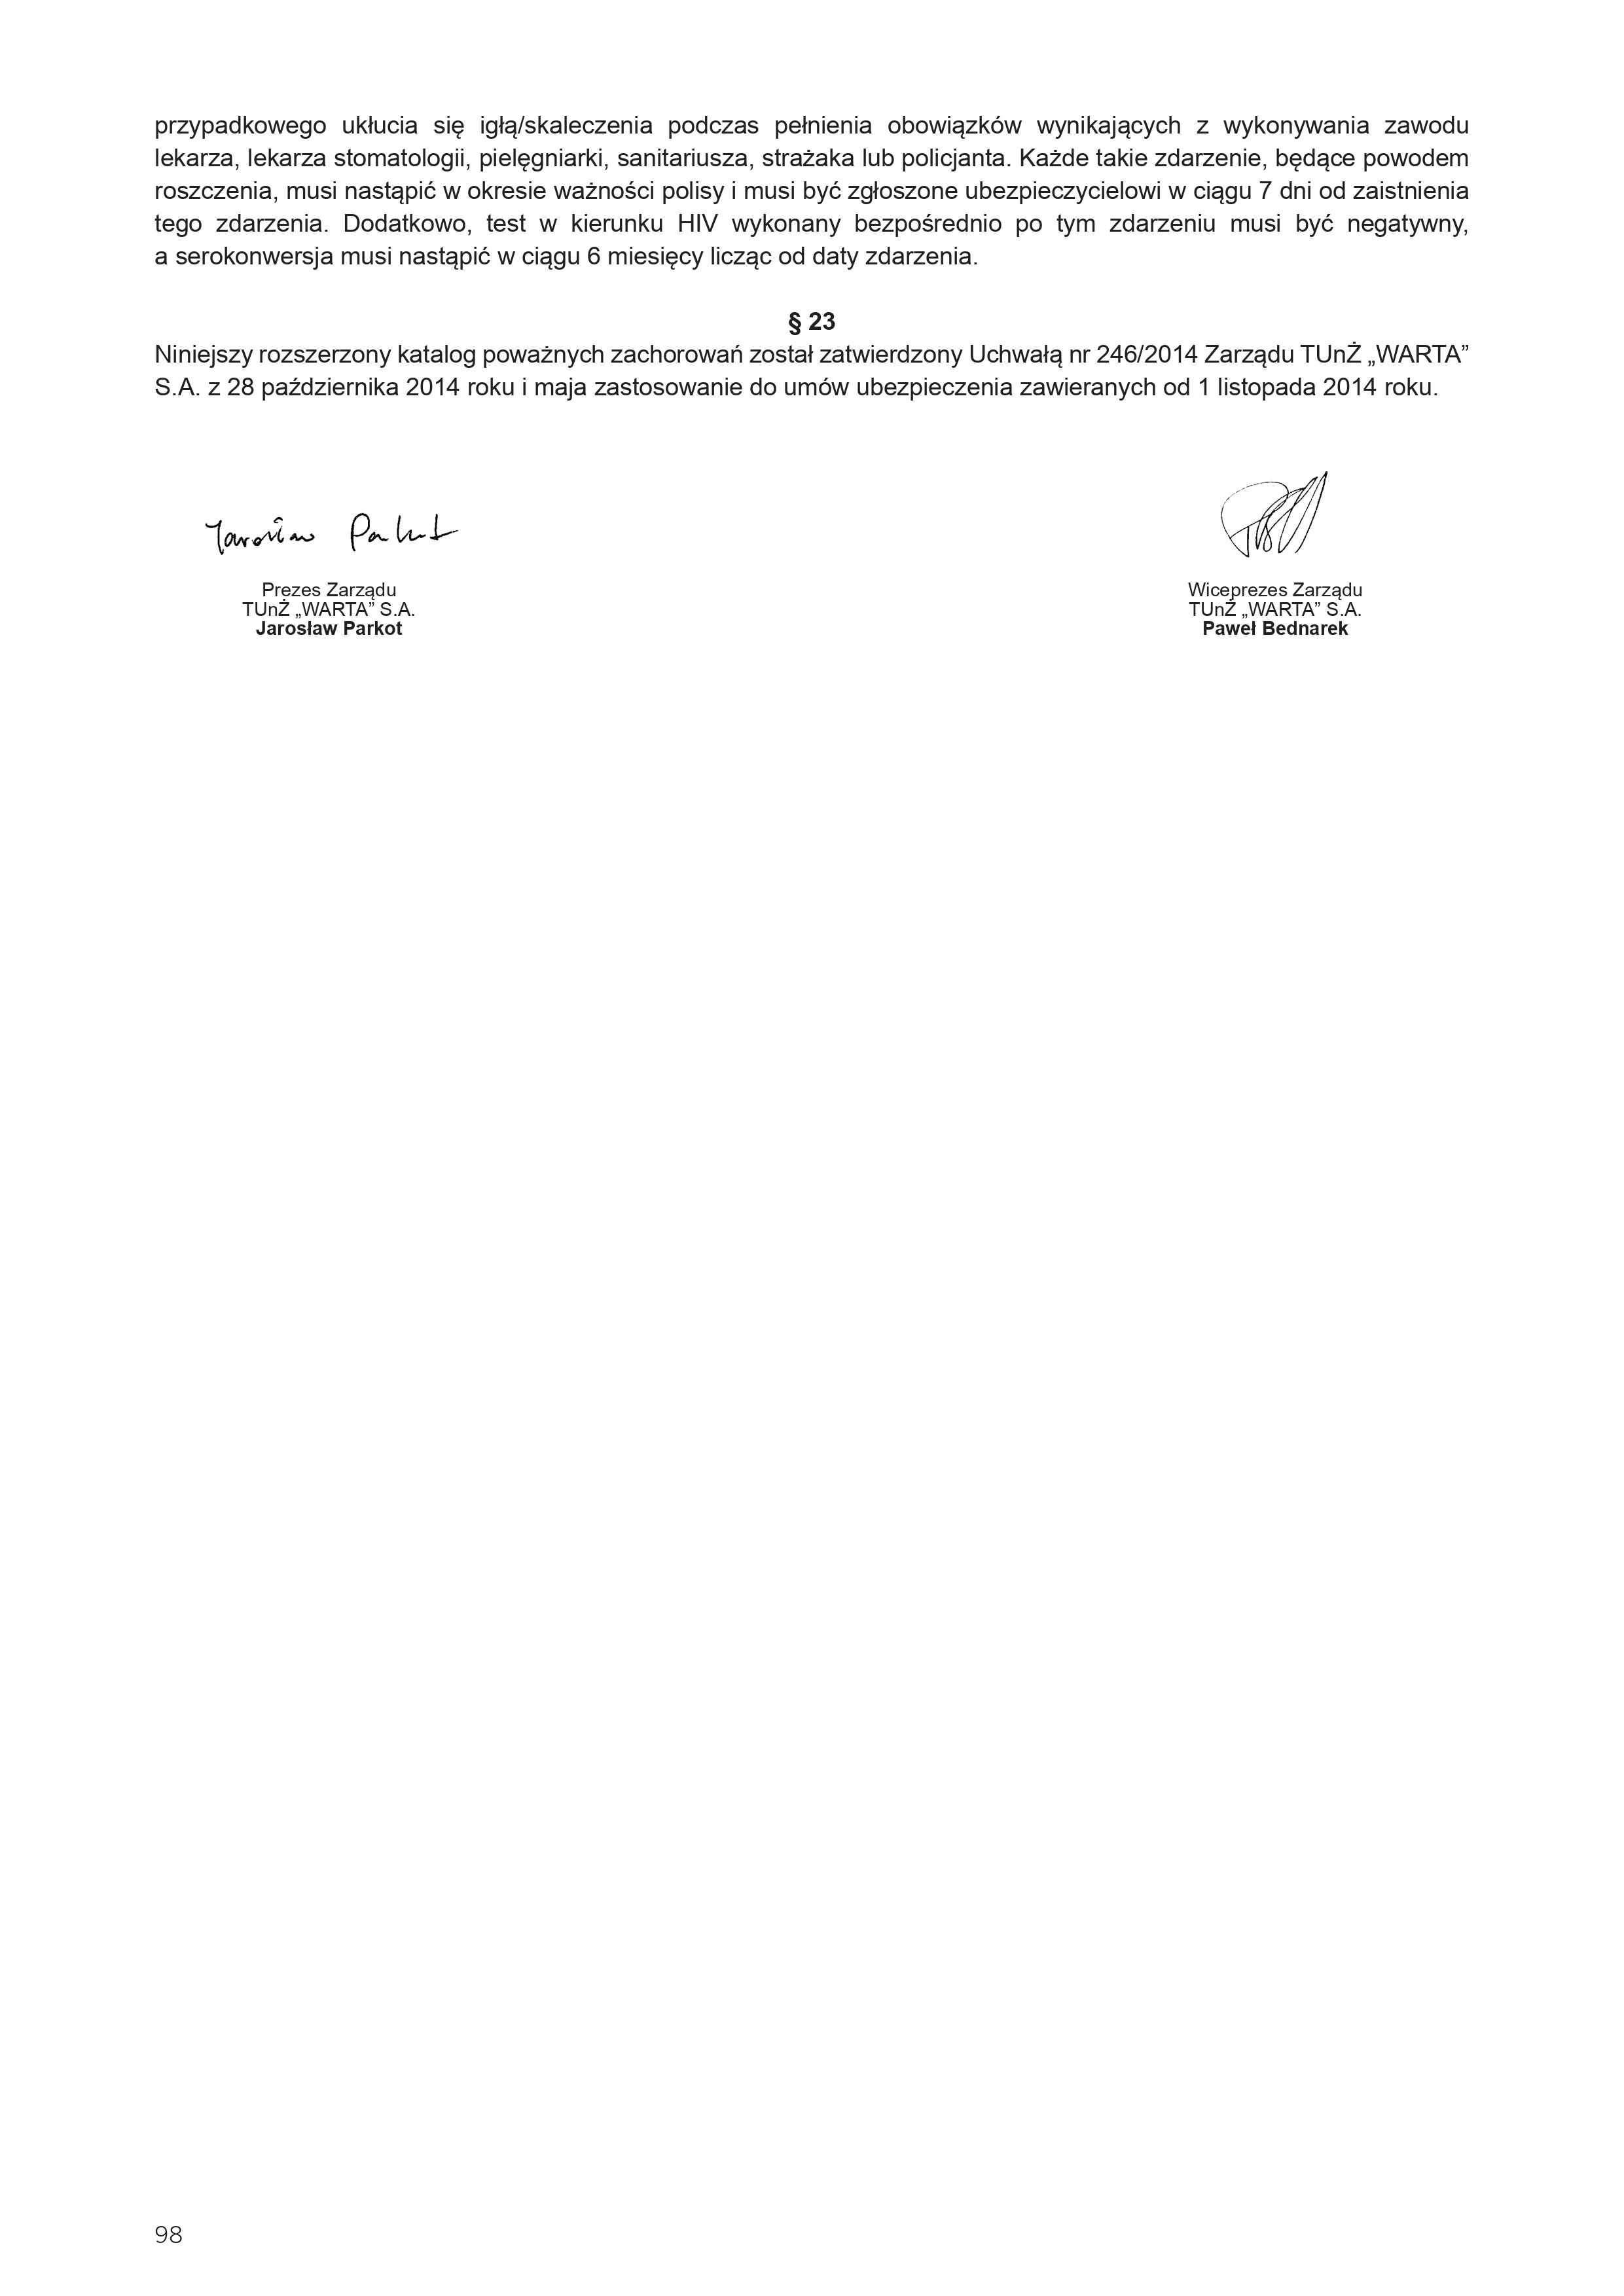 przypadkowego ukłucia się igłą/skaleczenia podczas pełnienia obowiązków wynikających z wykonywania zawodu
lekarza, lekarza stomatologii, pielęgniarki, sanitariusza, strażaka lub policjanta. Każde takie zdarzenie, będące powodem
roszczenia, musi nastąpić w okresie ważności polisy i musi być zgłoszone ubezpieczycielowi w ciągu 7 dni od zaistnienia
tego zdarzenia. Dodatkowo, test w kierunku HIV wykonany bezpośrednio po tym zdarzeniu musi być negatywny,
a serokonwersja musi nastąpić w ciągu 6 miesięcy licząc od daty zdarzenia.
§ 23
Niniejszy rozszerzony katalog poważnych zachorowań został zatwierdzony Uchwałą nr 246/2014 Zarządu TUnŻ „WARTA”
S.A. z 28 października 2014 roku i maja zastosowanie do umów ubezpieczenia zawieranych od 1 listopada 2014 roku.
Jarosław Parkot
Prezes Zarządu
TUnŻ „WARTA” S.A.
Jarosław Parkot
Wiceprezes Zarządu
TUnŻ „WARTA” S.A.
Paweł Bednarek
98